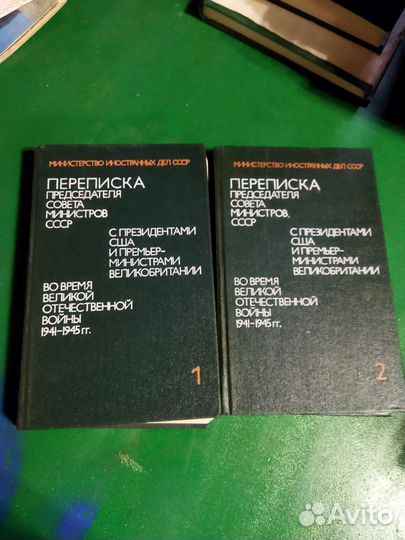 МИНИСТЕРСТВО ИНОСТРАННЫХ ДЕЛ СССР
ПЕРЕПИСКА
ПРЕДСЕДАТЕЛЯ
СОВЕТА
МИНИСТРОВ
СССР
С ПРЕЗИДЕНТАМИ
США
И ПРЕМЬЕР-
МИНИСТРАМИ
ВЕЛИКОБРИТАНИИ
ВО ВРЕМЯ
ВЕЛИКОЙ
ОТЕЧЕСТВЕННОЙ
ВОЙНЫ
1941-1945 гг.
1
МИНИСТЕРСТВО ИНОСТРАННЫХ ДЕЛ СССР
ПЕРЕПИСКА
ПРЕДСЕДАТЕЛЯ
СОВЕТА
МИНИСТРОВ
СССР
С ПРЕЗИДЕНТАМИ
США
И ПРЕМЬЕР-
МИНИСТРАМИ
ВЕЛИКОБРИТАНИИ
ВО ВРЕМЯ
ВЕЛИКОЙ
ОТЕЧЕСТВЕННОЙ
ВОЙНЫ
1941-1945 гг.
2
Avito